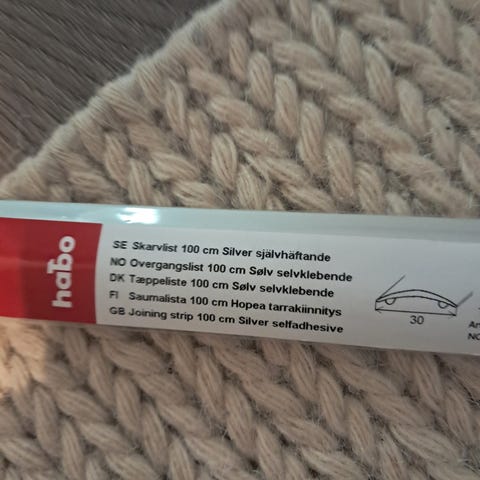 habo
SE Skarvlist 100 cm Silver självhäftande
NO Overgangslist 100 cm Sølv selvklebende
DK Tæppeliste 100 cm Sølv selvklebende
FI Saumalista 100 cm Hopea tarrakiinnitys
GB Joining strip 100 cm Silver selfadhesive
30